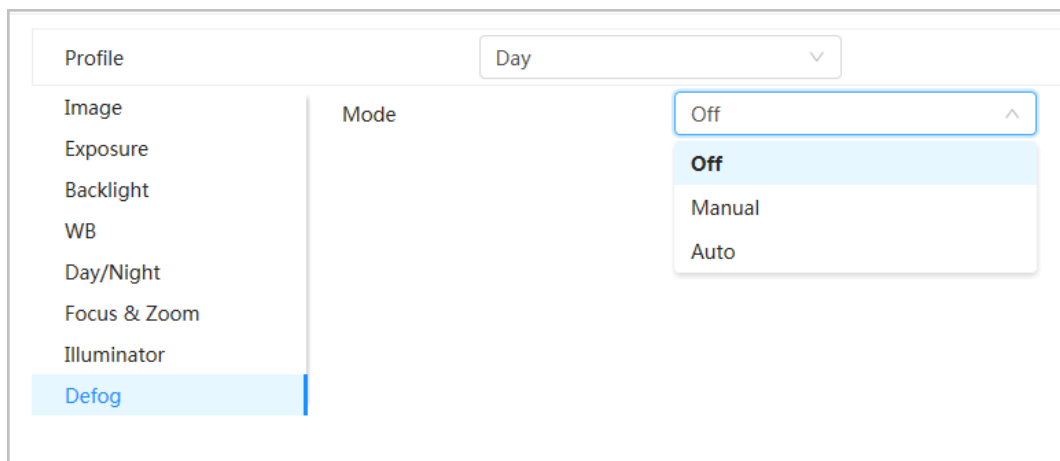 Profile
Day
Image
Mode
Off
Exposure
Off
Backlight
Manual
WB
Auto
Day/Night
Focus & Zoom
Illuminator
Defog